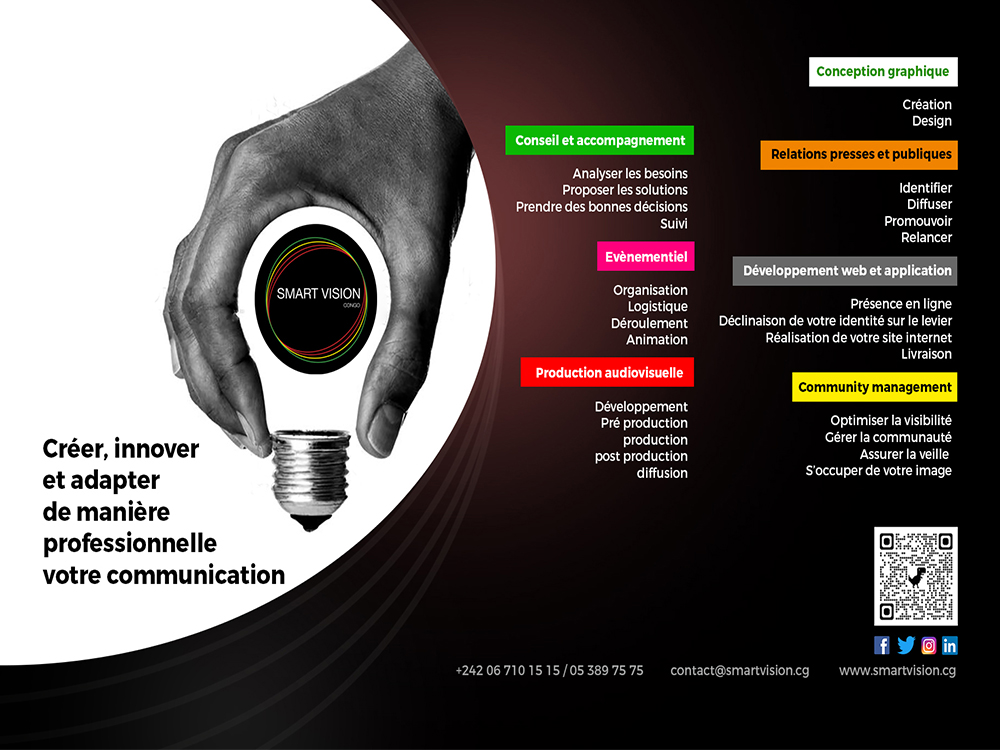 SMART VISION
CONGO
Créer, innover
et adapter
de manière
professionnelle
votre communication
Conseil et accompagnement
Analyser les besoins
Proposer les solutions
Prendre des bonnes décisions
Suivi
Evènementiel
Organisation
Logistique
Déroulement
Animation
Production audiovisuelle
Développement
Pré production
production
post production
diffusion
Conception graphique
Création
Design
Relations presses et publiques
Identifier
Diffuser
Promouvoir
Relancer
Développement web et application
Présence en ligne
Déclinaison de votre identité sur le levier
Réalisation de votre site internet
Livraison
Community management
Optimiser la visibilité
Gérer la communauté
Assurer la veille
S'occuper de votre image
+242 06 710 15 15 / 05 389 75 75 contact@smartvision.cg www.smartvision.cg